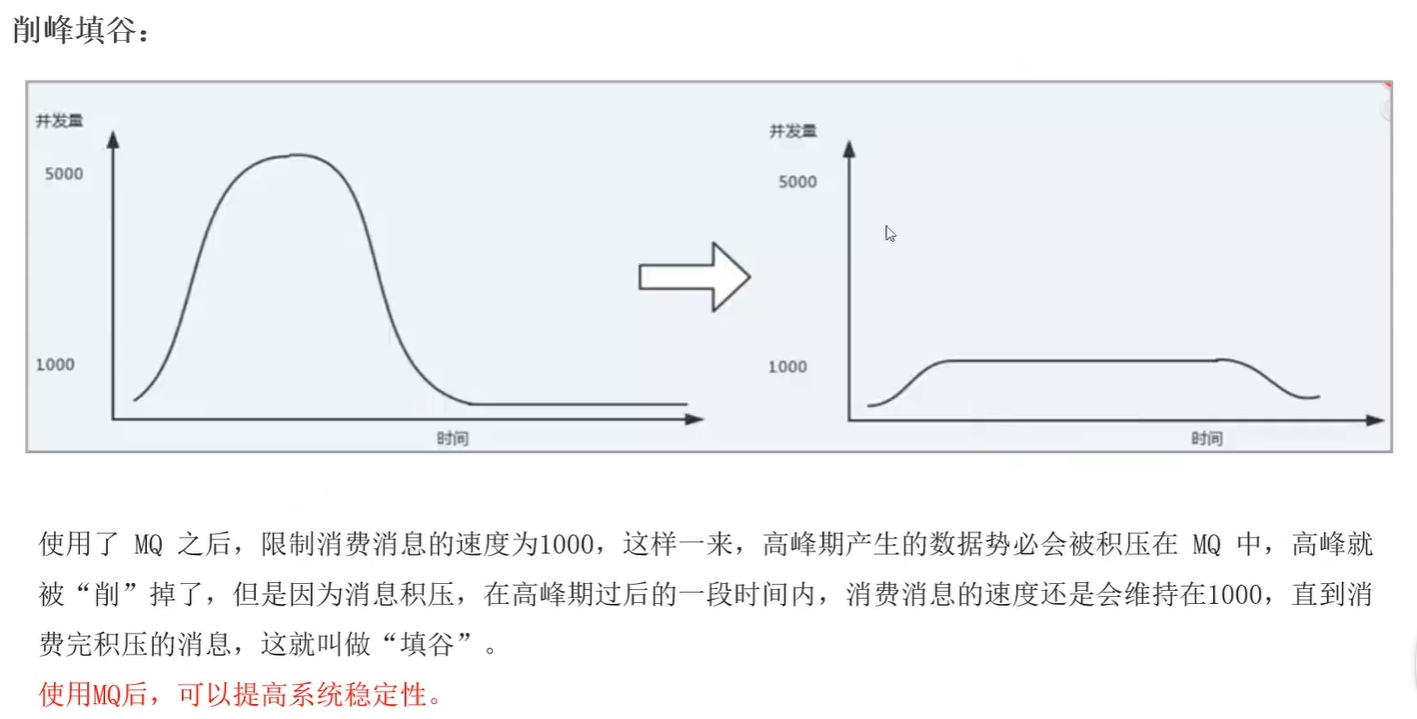 削峰填谷：
并发量
5000
1000
时间
并发量
5000
1000
时间
使用了 MQ 之后，限制消费消息的速度为1000，这样一来，高峰期产生的数据势必会被积压在 MQ 中，高峰就
被“削”掉了，但是因为消息积压，在高峰期过后的一段时间内，消费消息的速度还是会维持在1000，直到消
费完积压的消息，这就叫做“填谷”。
使用MQ后，可以提高系统稳定性。